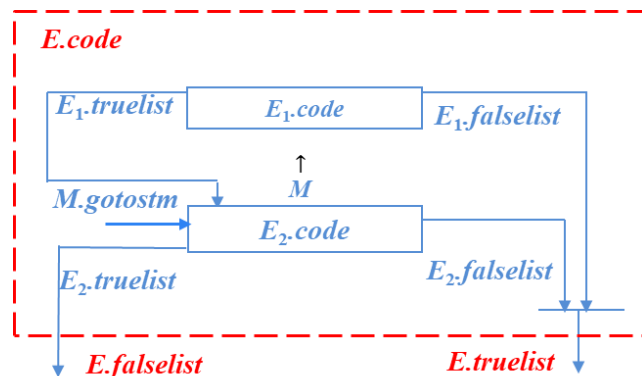 E.code
E₁.truelist
E₁.code
E₁.falselist
↑
M
M.gotostm
E₂.code
E₂.truelist
E₂.falselist
E.falselist
E.truelist